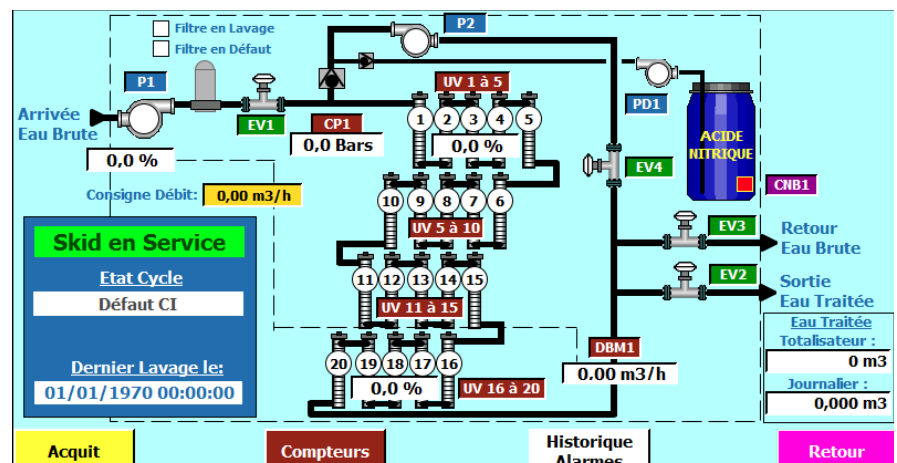 Filtre en Lavage
Filtre en Défaut
P2
P1
UV 1 à 5
PD1
Arrivée
Eau Brute
EV1
CP1
0,0 Bars
1
2
3
4
5
0,0 %
0,0 %
ACIDE
NITRIQUE
EV4
CNB1
Consigne Débit:
0,00 m3/h
10
9
8
7
6
UV 5 à 10
EV3
Retour
Eau Brute
Skid en Service
Etat Cycle
Défaut CI
11
12
13
14
15
UV 11 à 15
EV2
Sortie
Eau Traitée
Eau Traitée
Totalisateur :
0 m3
Journalier :
0,000 m3
DBM1
0.00 m3/h
Dernier Lavage le:
01/01/1970 00:00:00
20
19
18
17
16
0,0 %
UV 16 à 20
Acquit
Compteurs
Historique
Alarmes
Retour